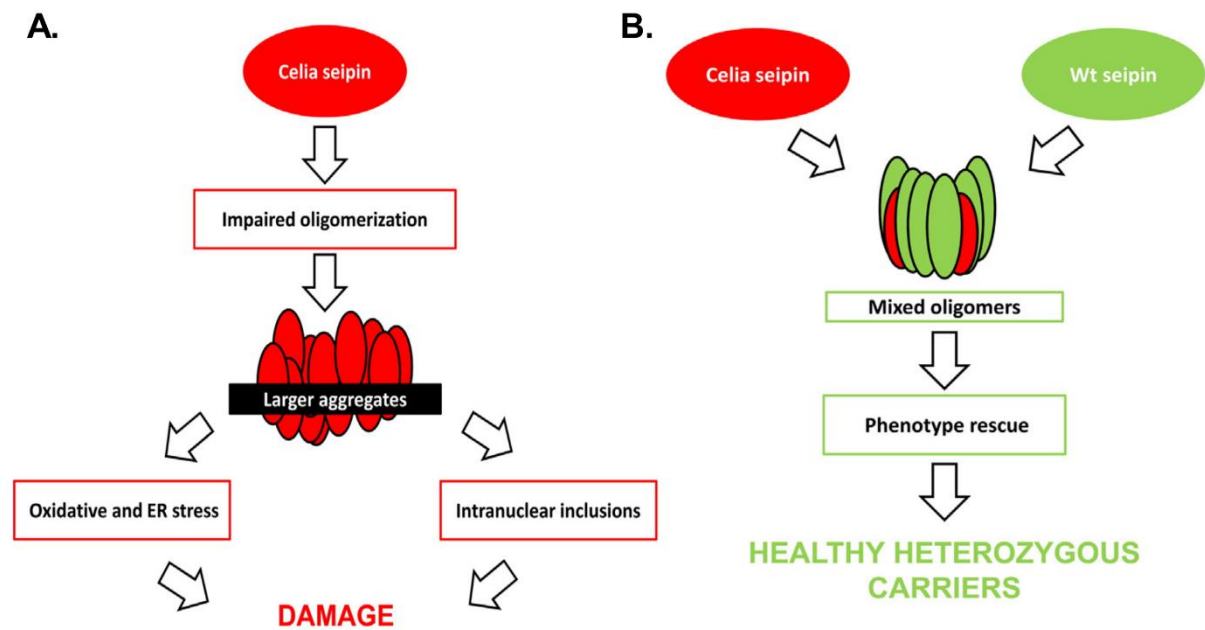 A.
Celia seipin
Impaired oligomerization
Larger aggregates
Oxidative and ER stress
Intranuclear inclusions
DAMAGE
B.
Celia seipin
Wt seipin
Mixed oligomers
Phenotype rescue
HEALTHY HETEROZYGOUS
CARRIERS